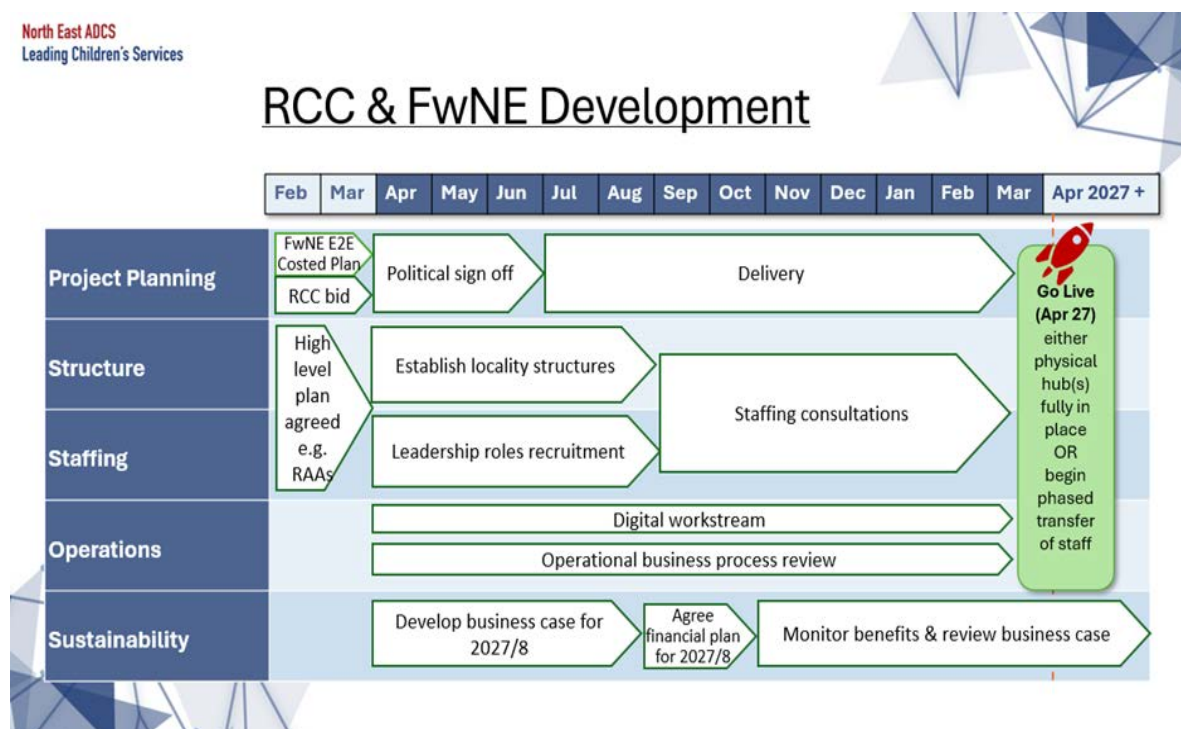 North East ADCS
Leading Children's Services
RCC & FwNE Development
Feb Mar Apr May Jun Jul Aug Sep Oct Nov Dec Jan Feb Mar Apr 2027 +
Project Planning
FwNE E2E
Costed Plan
RCC bid
Political sign off
Delivery
Structure
High
level
plan
agreed
e.g.
RAAs
Establish locality structures
Staffing consultations
Staffing
Leadership roles recruitment
Operations
Digital workstream
Operational business process review
Go Live
(Apr 27)
either
physical
hub(s)
fully in
place
OR
begin
phased
transfer
of staff
Sustainability
Develop business case for
2027/8
Agree
financial plan
for 2027/8
Monitor benefits & review business case